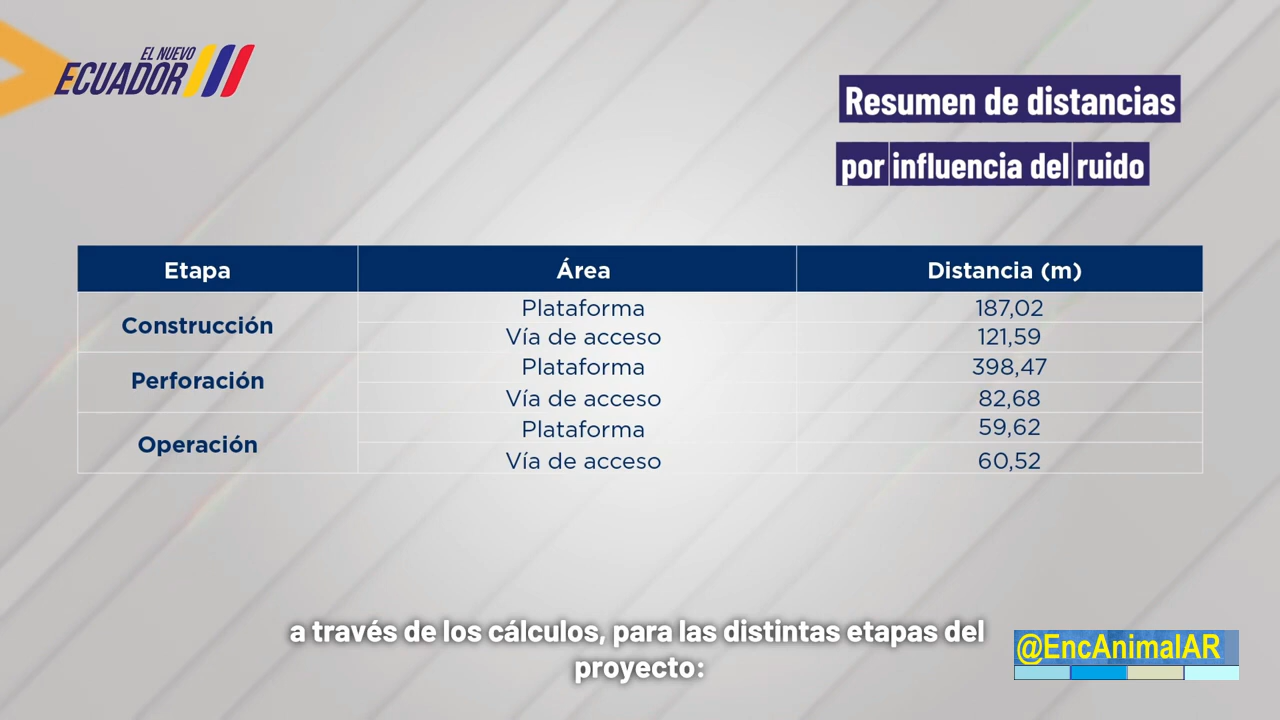 EL NUEVO
ECUADOR
Resumen de distancias
por influencia del ruido
Etapa Área Distancia (m)
Construcción Plataforma 187,02
Vía de acceso 121,59
Perforación Plataforma 398,47
Vía de acceso 82,68
Operación Plataforma 59,62
Vía de acceso 60,52
a través de los cálculos, para las distintas etapas del
proyecto:
@EncAnimalAR